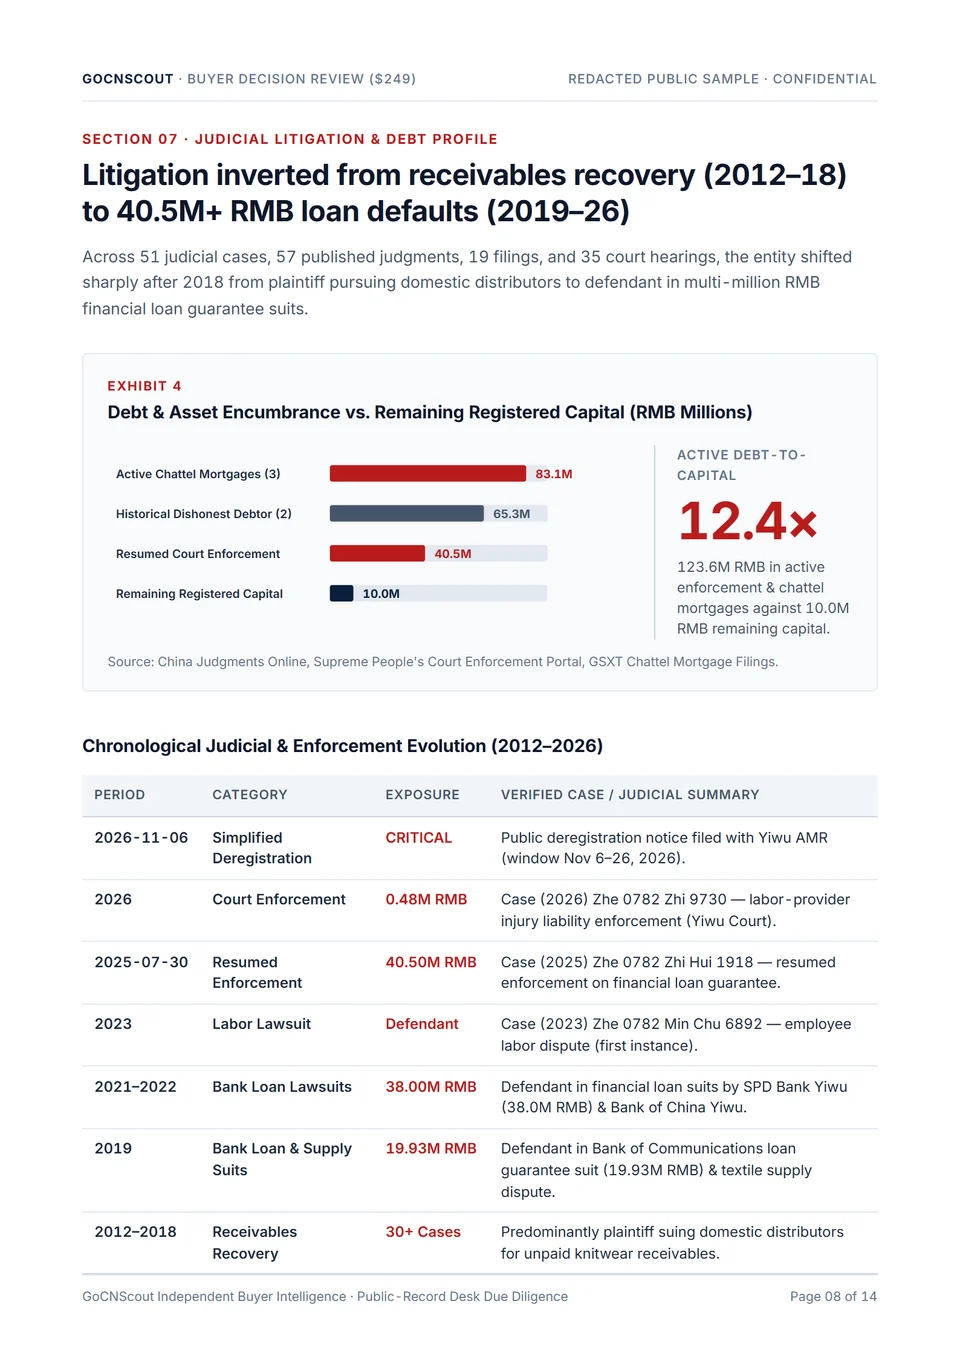 GOCNSCOUT · BUYER DECISION REVIEW ($249)
REDACTED PUBLIC SAMPLE · CONFIDENTIAL
SECTION 07 · JUDICIAL LITIGATION & DEBT PROFILE
Litigation inverted from receivables recovery (2012–18)
to 40.5M+ RMB loan defaults (2019–26)
Across 51 judicial cases, 57 published judgments, 19 filings, and 35 court hearings, the entity shifted
sharply after 2018 from plaintiff pursuing domestic distributors to defendant in multi-million RMB
financial loan guarantee suits.
EXHIBIT 4
Debt & Asset Encumbrance vs. Remaining Registered Capital (RMB Millions)
Active Chattel Mortgages (3) 83.1M
Historical Dishonest Debtor (2) 65.3M
Resumed Court Enforcement 40.5M
Remaining Registered Capital 10.0M
ACTIVE DEBT-TO-
CAPITAL
12.4×
123.6M RMB in active
enforcement & chattel
mortgages against 10.0M
RMB remaining capital.
Source: China Judgments Online, Supreme People's Court Enforcement Portal, GSXT Chattel Mortgage Filings.
Chronological Judicial & Enforcement Evolution (2012–2026)
PERIOD CATEGORY EXPOSURE VERIFIED CASE / JUDICIAL SUMMARY
2026-11-06 Simplified CRITICAL Public deregistration notice filed with Yiwu AMR
Deregistration (window Nov 6–26, 2026).
2026 Court Enforcement 0.48M RMB Case (2026) Zhe 0782 Zhi 9730 — labor-provider
injury liability enforcement (Yiwu Court).
2025-07-30 Resumed 40.50M RMB Case (2025) Zhe 0782 Zhi Hui 1918 — resumed
Enforcement enforcement on financial loan guarantee.
2023 Labor Lawsuit Defendant Case (2023) Zhe 0782 Min Chu 6892 — employee
labor dispute (first instance).
2021–2022 Bank Loan Lawsuits 38.00M RMB Defendant in financial loan suits by SPD Bank Yiwu
(38.0M RMB) & Bank of China Yiwu.
2019 Bank Loan & Supply 19.93M RMB Defendant in Bank of Communications loan
Suits guarantee suit (19.93M RMB) & textile supply
dispute.
2012–2018 Receivables 30+ Cases Predominantly plaintiff suing domestic distributors
Recovery for unpaid knitwear receivables.
GoCNScout Independent Buyer Intelligence · Public-Record Desk Due Diligence
Page 08 of 14